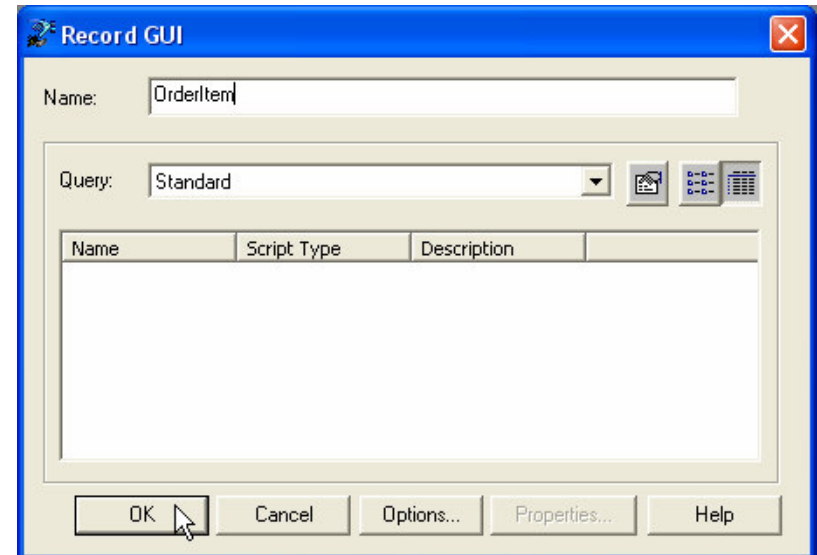 Record GUI
Name: OrderItem
Query: Standard
Name Script Type Description
OK Cancel Options... Properties... Help